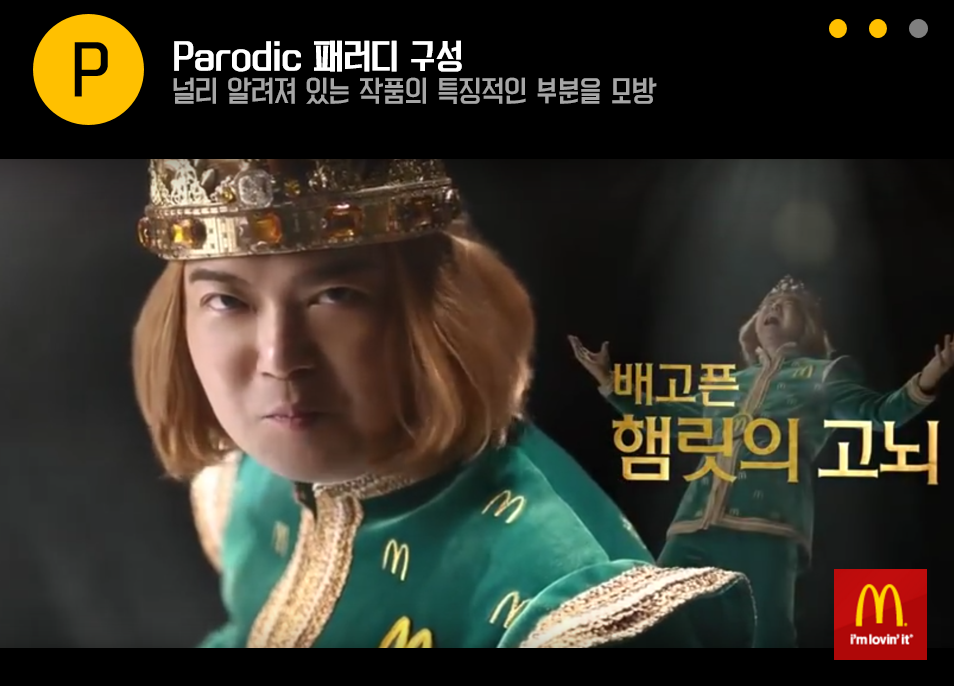 P
Parodic 패러디 구성
널리 알려져 있는 작품의 특징적인 부분을 모방
배고픈
햄릿의 고뇌
i'm lovin' it